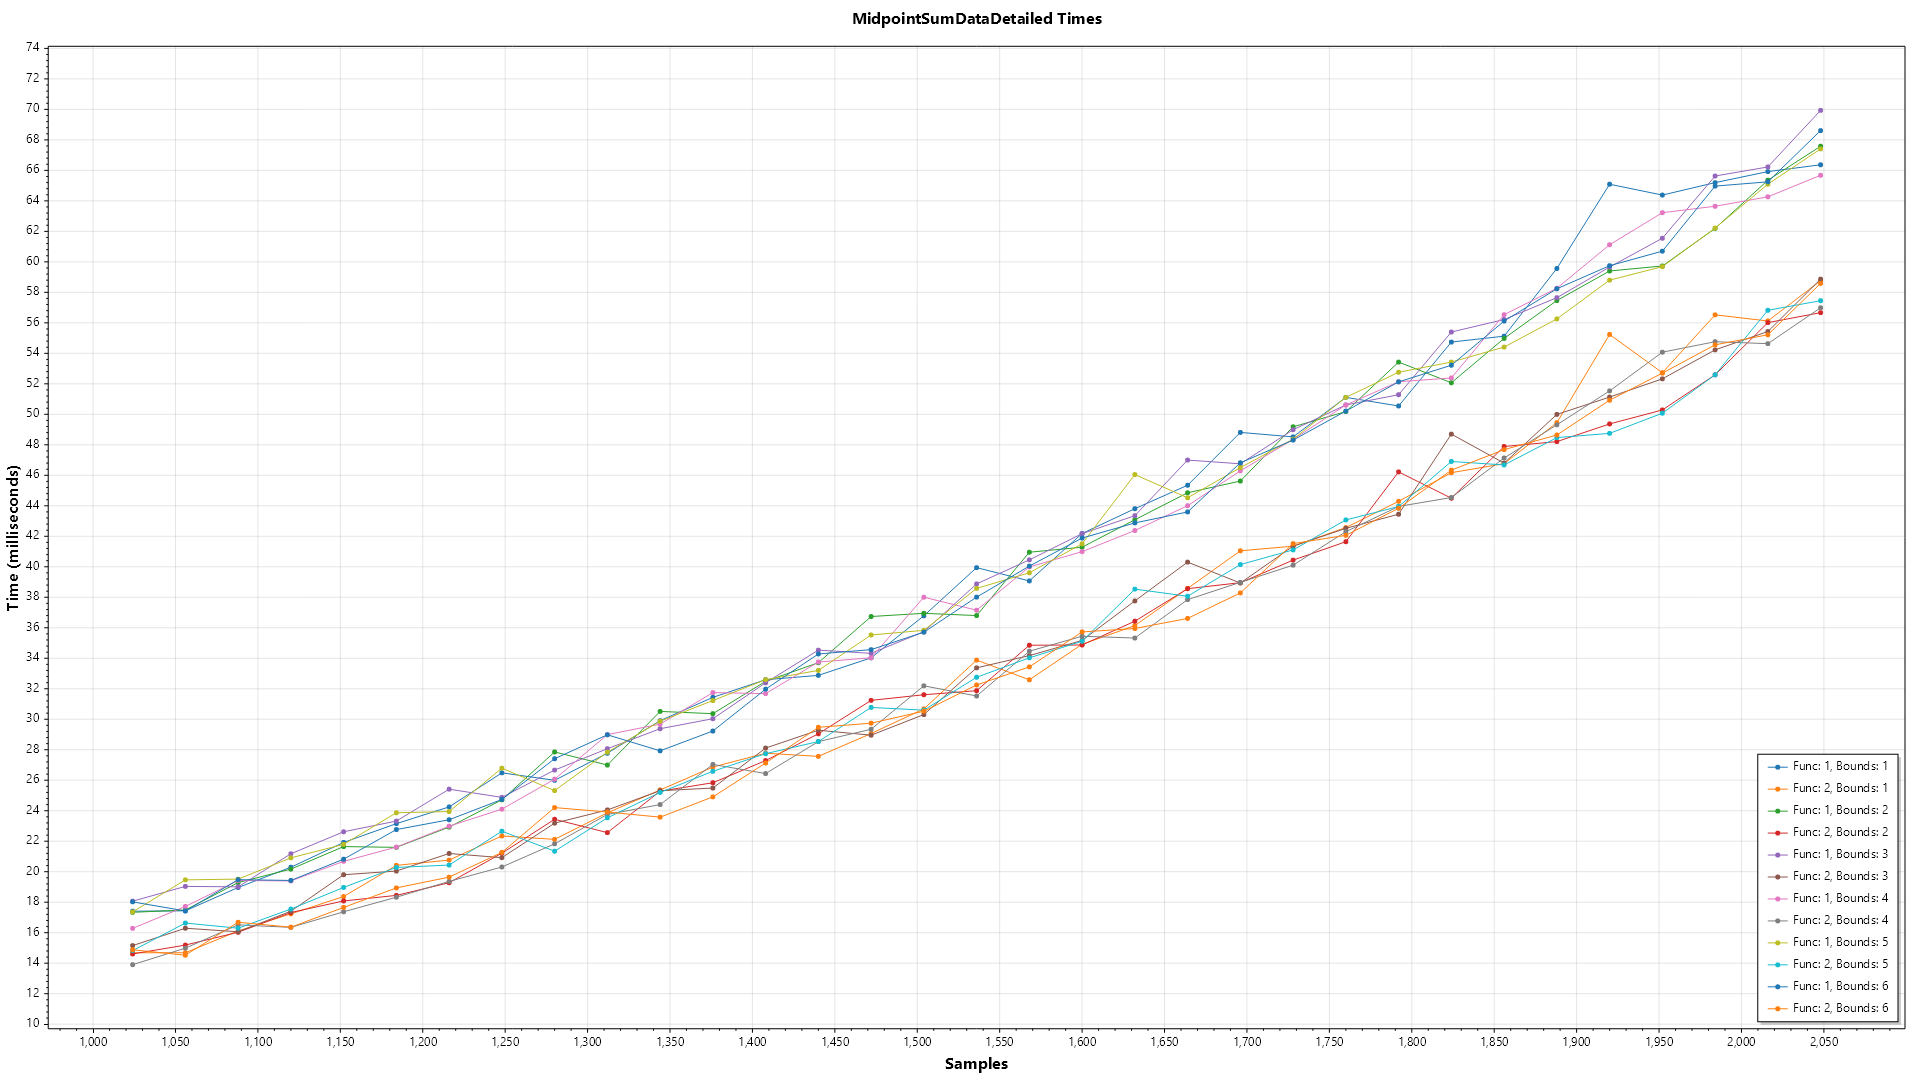 MidpointSumDataDetailed Times
74
72
70
68
66
64
62
60
58
56
54
52
50
48
46
44
42
40
38
36
34
32
30
28
26
24
22
20
18
16
14
12
10
Time (milliseconds)
Func: 1, Bounds: 1
Func: 2, Bounds: 1
Func: 1, Bounds: 2
Func: 2, Bounds: 2
Func: 1, Bounds: 3
Func: 2, Bounds: 3
Func: 1, Bounds: 4
Func: 2, Bounds: 4
Func: 1, Bounds: 5
Func: 2, Bounds: 5
Func: 1, Bounds: 6
Func: 2, Bounds: 6
1,000 1,050 1,100 1,150 1,200 1,250 1,300 1,350 1,400 1,450 1,500 1,550 1,600 1,650 1,700 1,750 1,800 1,850 1,900 1,950 2,000 2,050
Samples